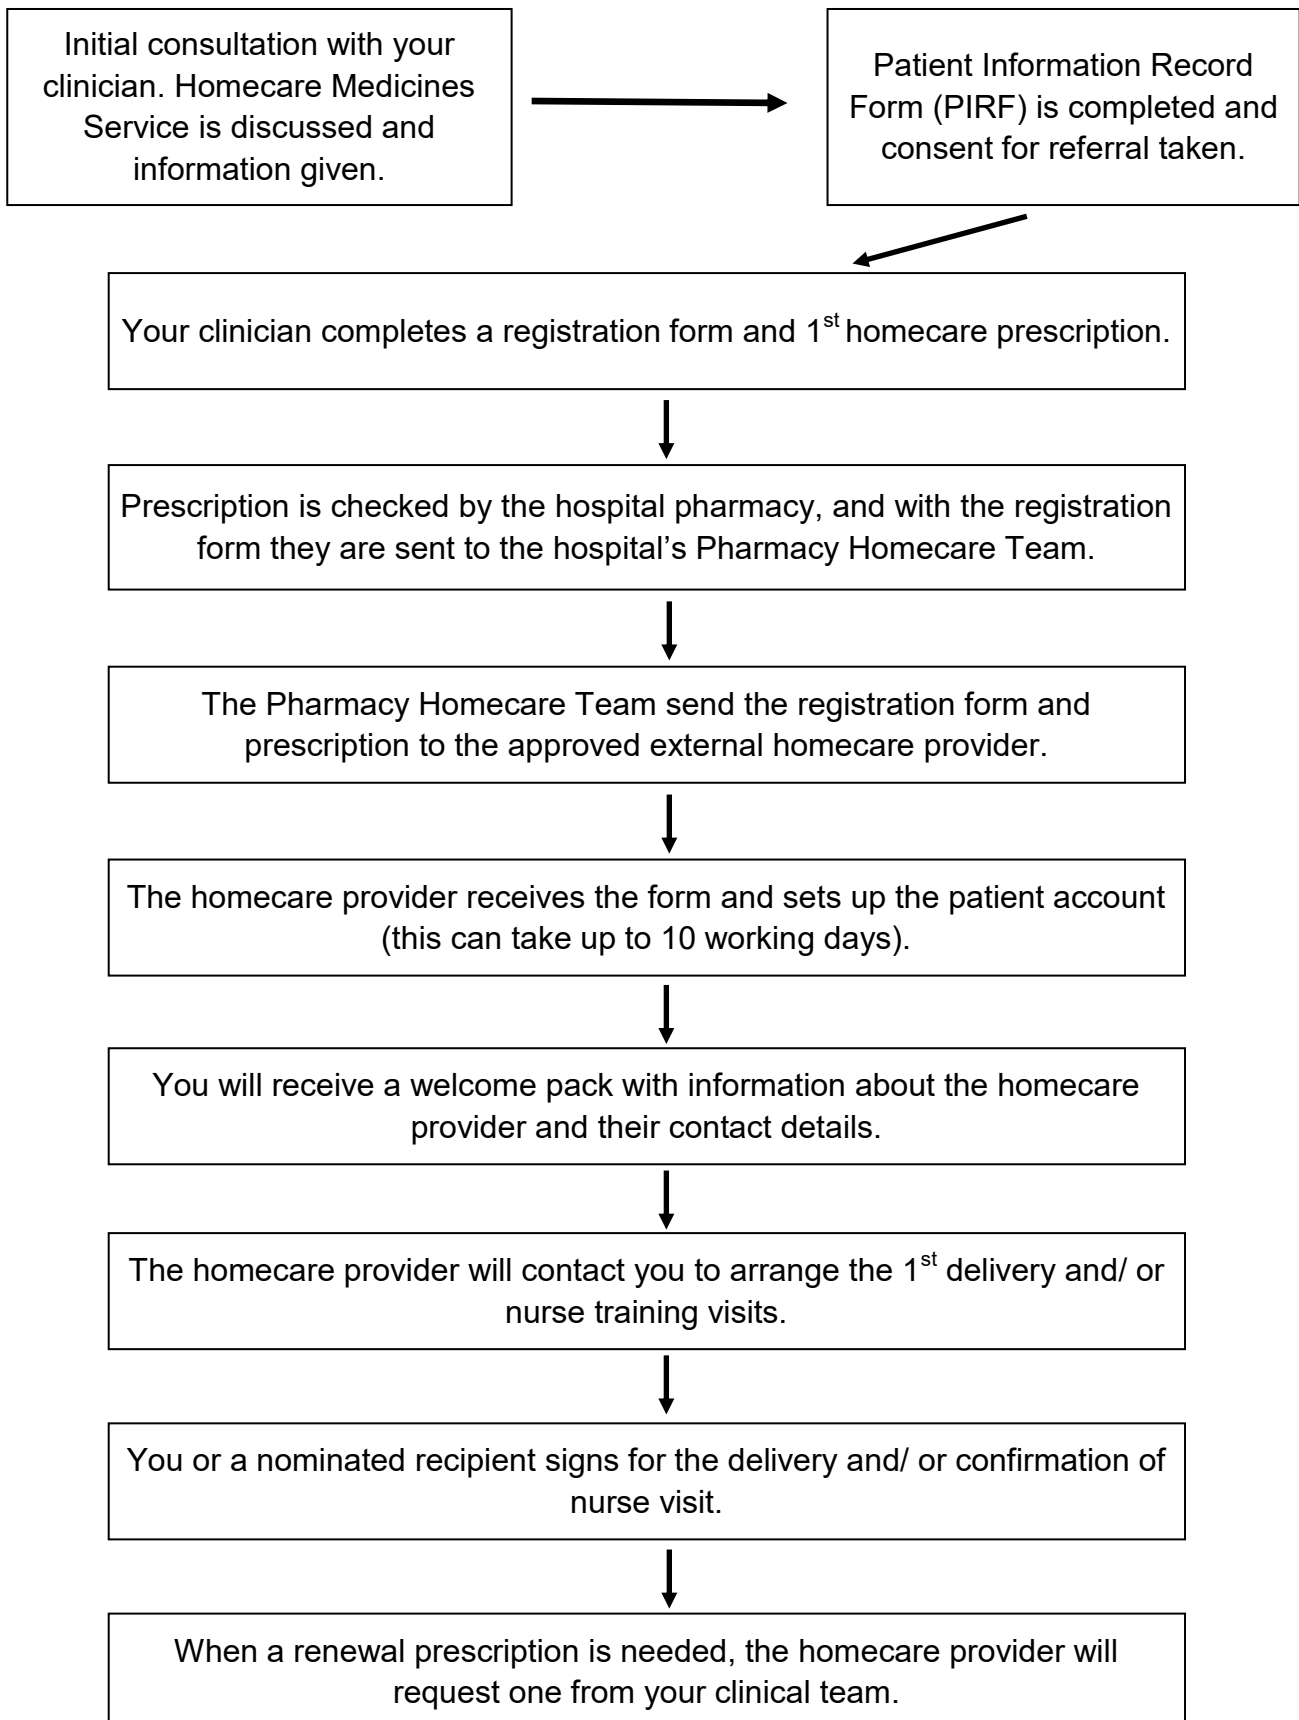 Initial consultation with your
clinician. Homecare Medicines
Service is discussed and
information given.
Patient Information Record
Form (PIRF) is completed and
consent for referral taken.
Your clinician completes a registration form and 1st homecare prescription.
Prescription is checked by the hospital pharmacy, and with the registration
form they are sent to the hospital’s Pharmacy Homecare Team.
The Pharmacy Homecare Team send the registration form and
prescription to the approved external homecare provider.
The homecare provider receives the form and sets up the patient account
(this can take up to 10 working days).
You will receive a welcome pack with information about the homecare
provider and their contact details.
The homecare provider will contact you to arrange the 1st delivery and/ or
nurse training visits.
You or a nominated recipient signs for the delivery and/ or confirmation of
nurse visit.
When a renewal prescription is needed, the homecare provider will
request one from your clinical team.